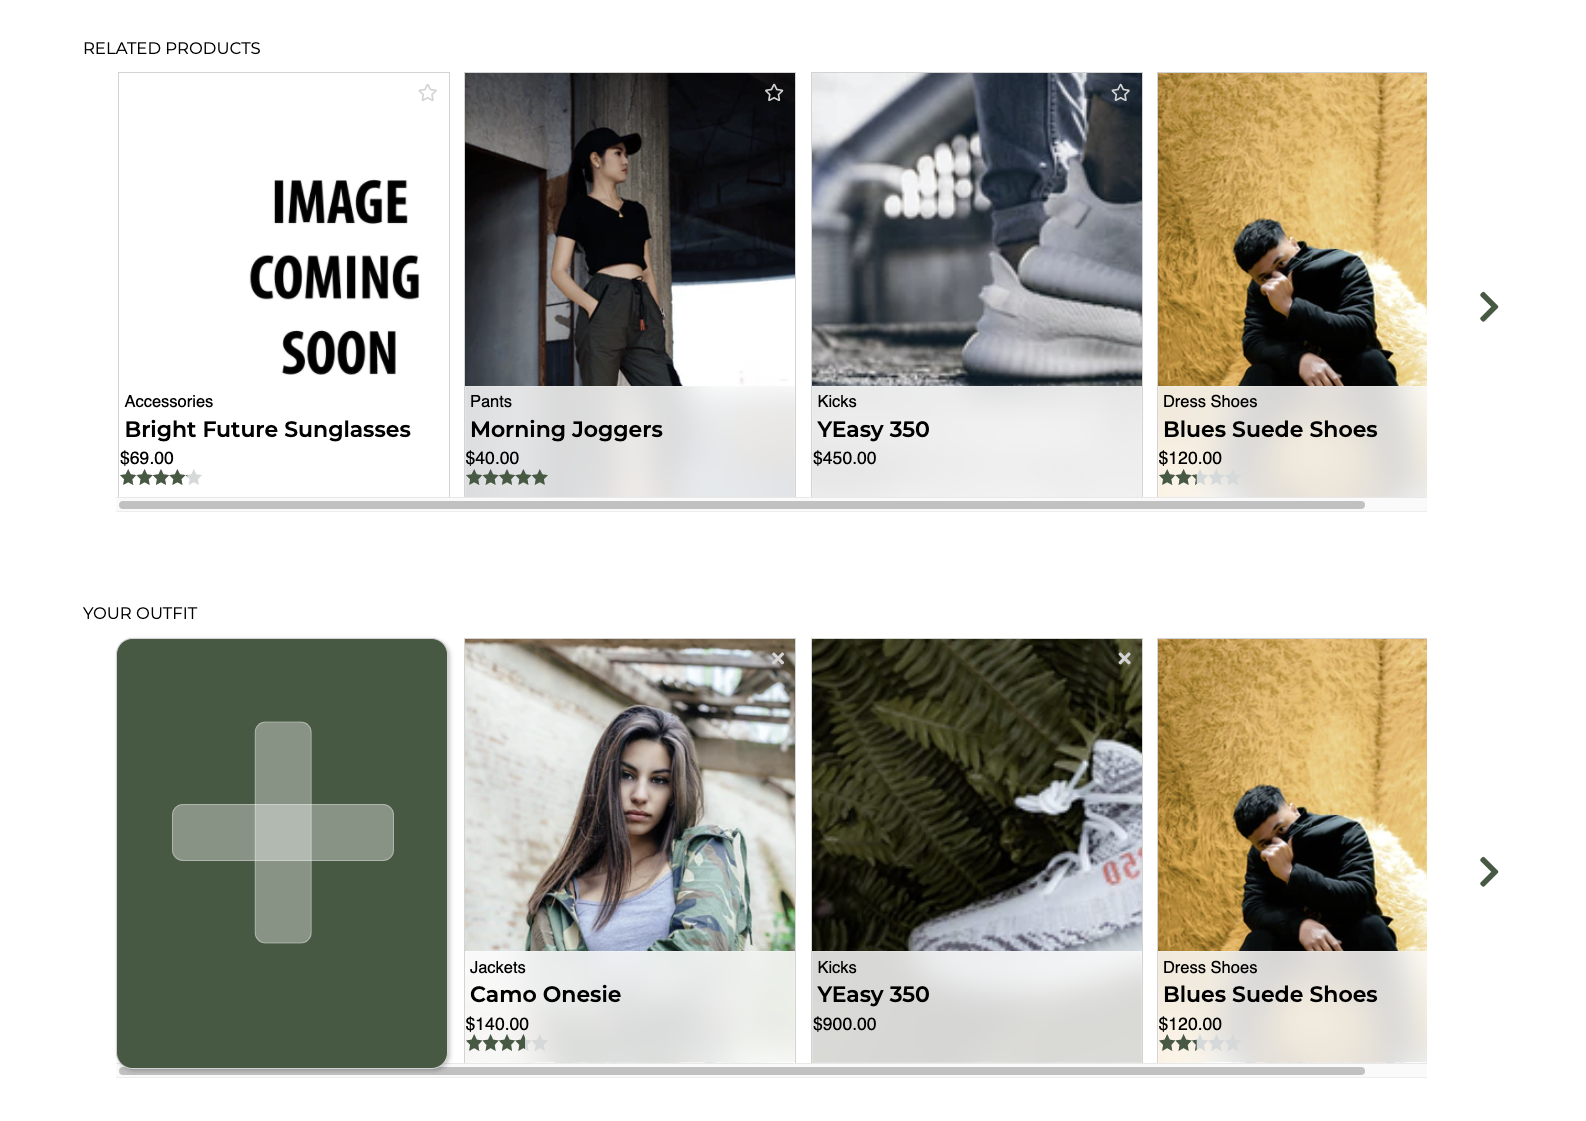 RELATED PRODUCTS
IMAGE
COMING
SOON
Accessories
Bright Future Sunglasses
$69.00
Pants
Morning Joggers
$40.00
Kicks
YEasy 350
$450.00
Dress Shoes
Blues Suede Shoes
$120.00
YOUR OUTFIT
Jackets
Camo Onesie
$140.00
Kicks
YEasy 350
$900.00
Dress Shoes
Blues Suede Shoes
$120.00